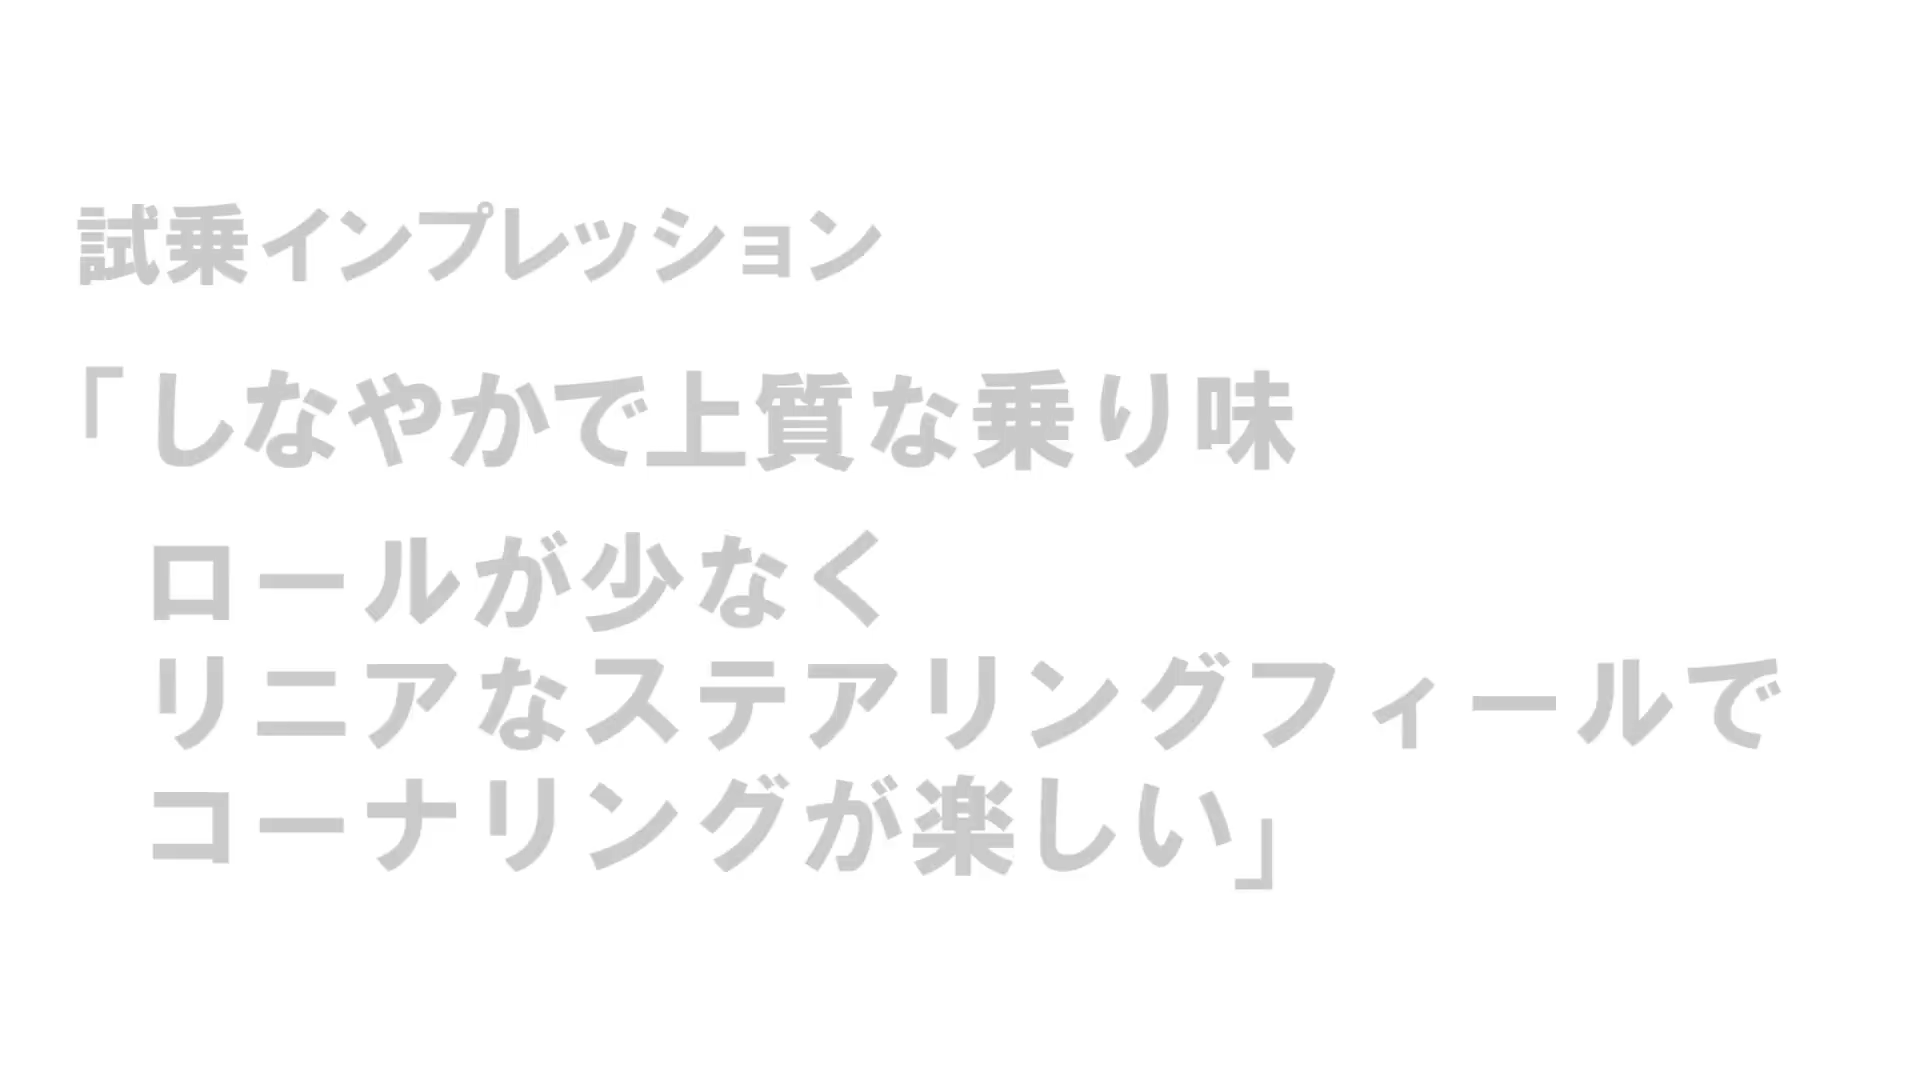 試乗インプレッション
「しなやかで上質な乗り味
ロールが少なく
リニアなステアリングフィールで
コーナリングが楽しい」